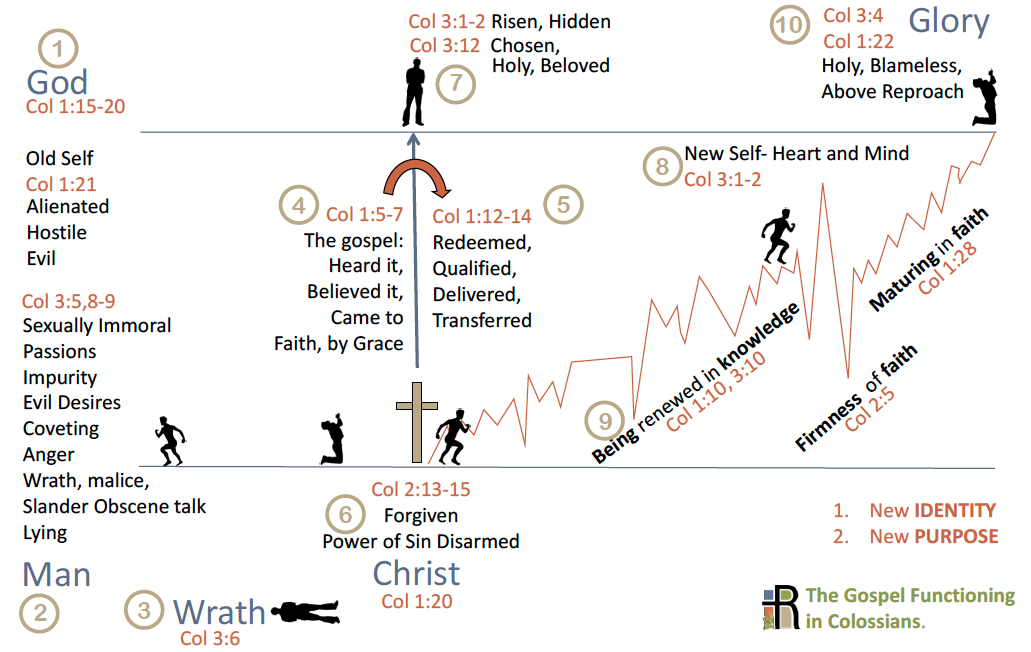 1
God
Col 1:15-20
Old Self
Col 1:21
Alienated
Hostile
Evil
Col 3:5,8-9
Sexually Immoral
Passions
Impurity
Evil Desires
Coveting
Anger
Wrath, malice,
Slander Obscene talk
Lying
Man
2
3
Wrath
Col 3:6
4
Col 1:5-7
The gospel:
Heard it,
Believed it,
Came to
Faith, by Grace
Col 1:12-14
5
Redeemed,
Qualified,
Delivered,
Transferred
Col 2:13-15
6
Forgiven
Power of Sin Disarmed
Christ
Col 1:20
Col 3:1-2 Risen, Hidden
Col 3:12 Chosen,
Holy, Beloved
7
8
New Self- Heart and Mind
Col 3:1-2
9
Being renewed in knowledge
Col 1:10, 3:10
Firmness of faith
Col 2:5
Maturing in faith
Col 1:28
10
Col 3:4
Glory
Col 1:22
Holy, Blameless,
Above Reproach
1. New IDENTITY
2. New PURPOSE
R
The Gospel Functioning
in Colossians.